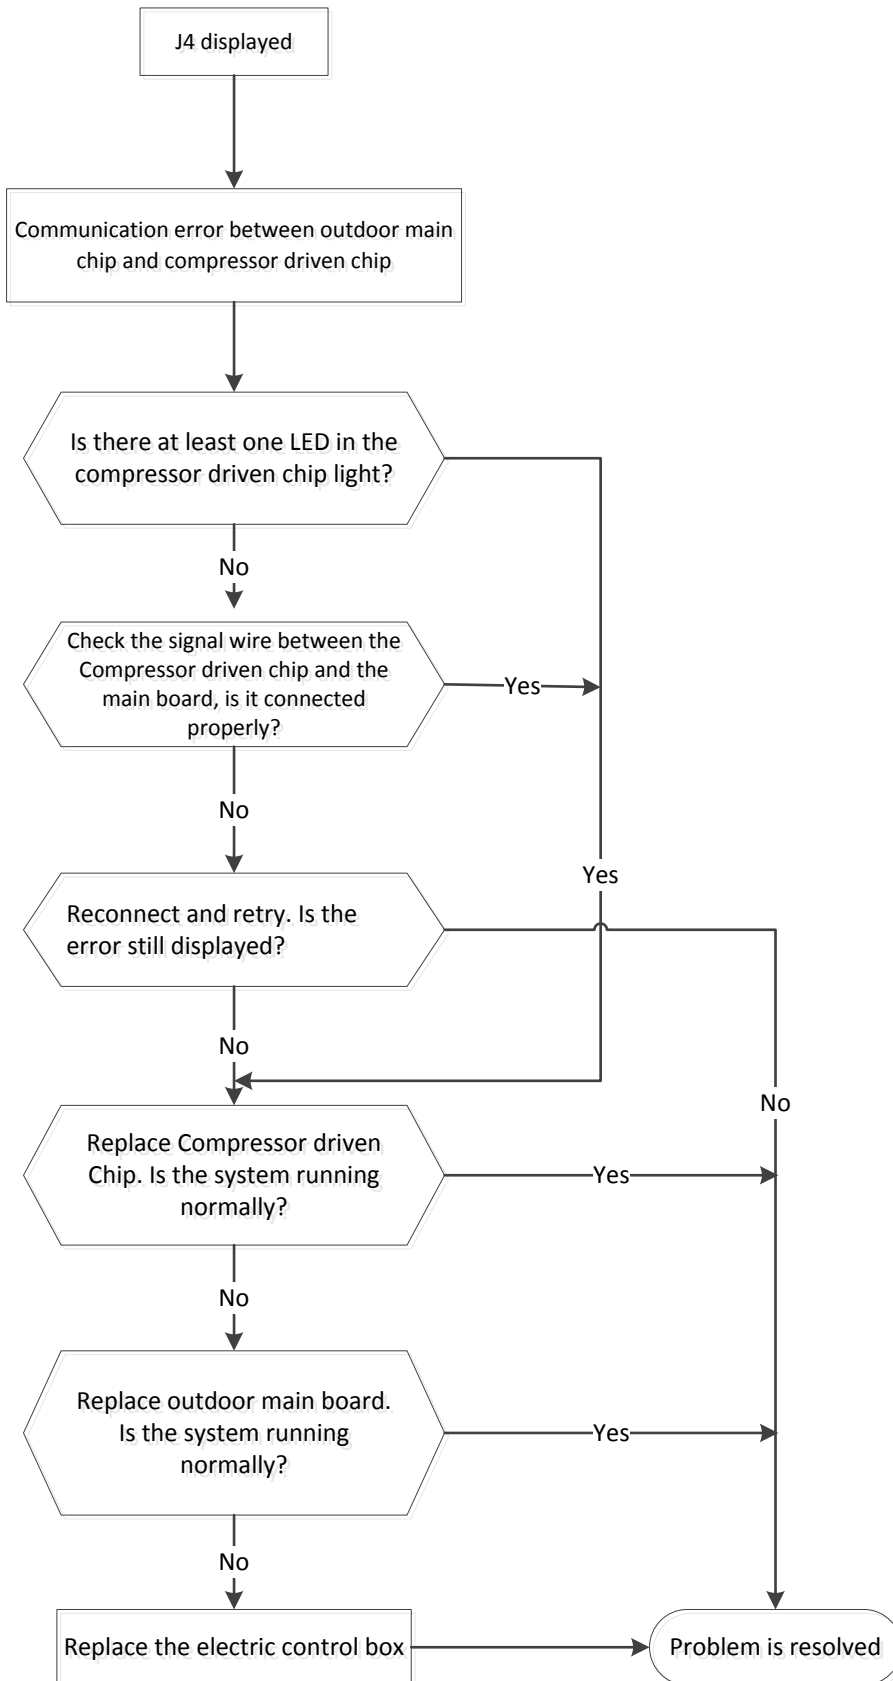 J4 displayed
Communication error between outdoor main
chip and compressor driven chip
Is there at least one LED in the
compressor driven chip light?
No
Check the signal wire between the
Compressor driven chip and the
main board, is it connected
properly?
Yes
No
Yes
Reconnect and retry. Is the
error still displayed?
No
No
Replace Compressor driven
Chip. Is the system running
normally?
Yes
No
Replace outdoor main board.
Is the system running
normally?
Yes
No
Replace the electric control box
Problem is resolved